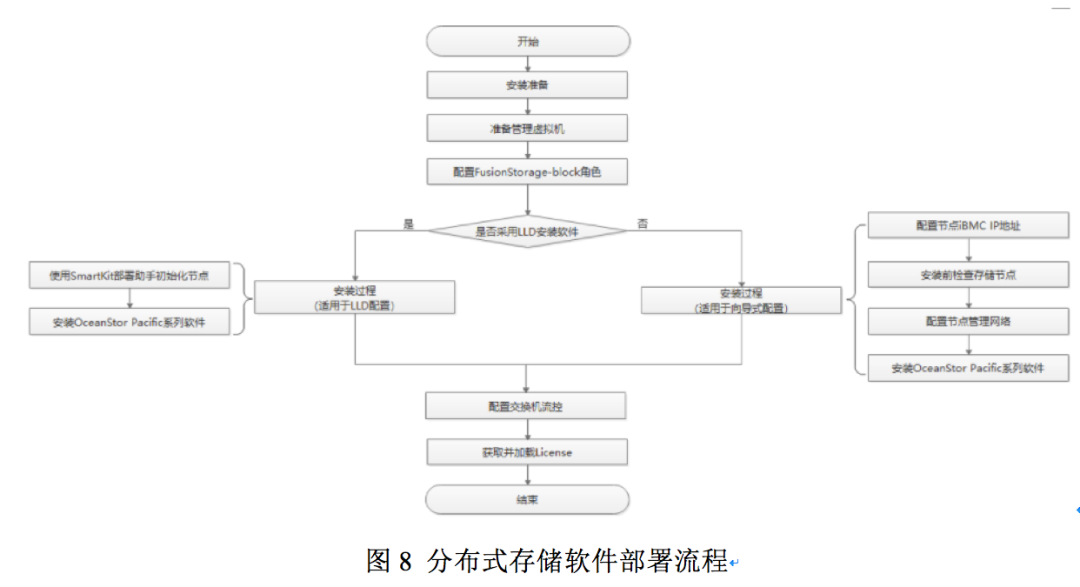 开始
安装准备
准备管理虚拟机
配置FusionStorage-block角色
是否采用LLD安装软件
是
否
使用SmartKit部署助手初始化节点
安装OceanStor Pacific系列软件
安装过程
(适用于LLD配置)
安装过程
(适用于向导式配置)
配置节点iBMC IP地址
安装前检查存储节点
配置节点管理网络
安装OceanStor Pacific系列软件
配置交换机流控
获取并加载License
结束
图 8 分布式存储软件部署流程